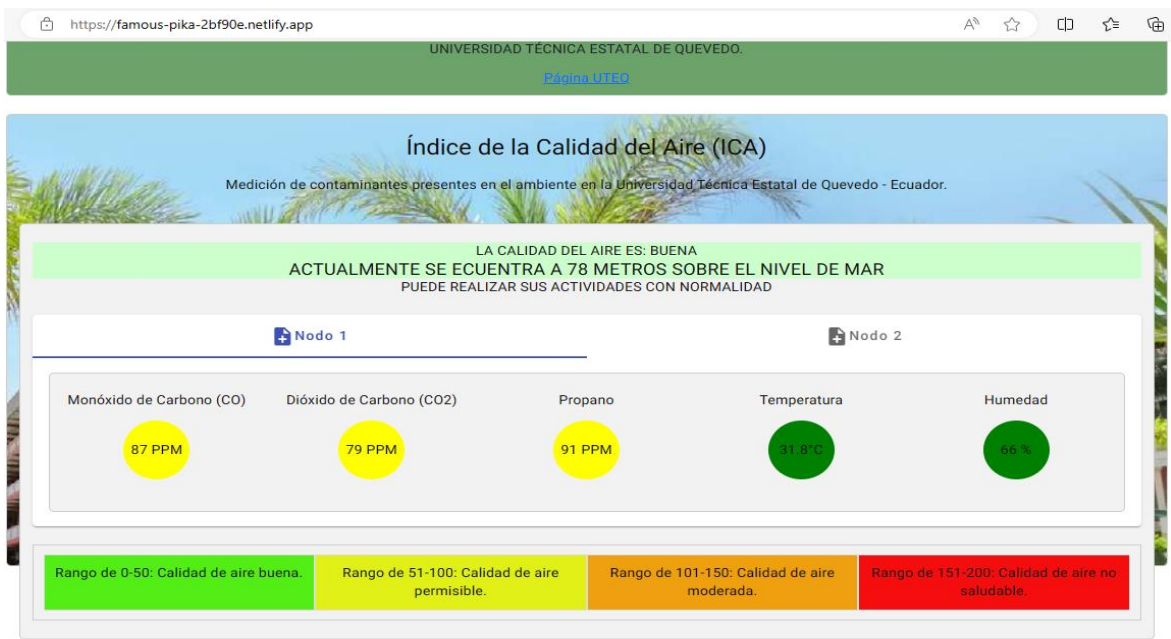 https://famous-pika-2bf90e.netlify.app
UNIVERSIDAD TÉCNICA ESTATAL DE QUEVEDO.
Página UTEQ
Índice de la Calidad del Aire (ICA)
Medición de contaminantes presentes en el ambiente en la Universidad Técnica Estatal de Quevedo - Ecuador.
LA CALIDAD DEL AIRE ES: BUENA
ACTUALMENTE SE ECUENTRA A 78 METROS SOBRE EL NIVEL DE MAR
PUEDE REALIZAR SUS ACTIVIDADES CON NORMALIDAD
Nodo 1
Nodo 2
Monóxido de Carbono (CO)
Dióxido de Carbono (CO2)
Propano
Temperatura
Humedad
87 PPM
79 PPM
91 PPM
31.8°C
66 %
Rango de 0-50: Calidad de aire buena.
Rango de 51-100: Calidad de aire
permisible.
Rango de 101-150: Calidad de aire
moderada.
Rango de 151-200: Calidad de aire no
saludable.